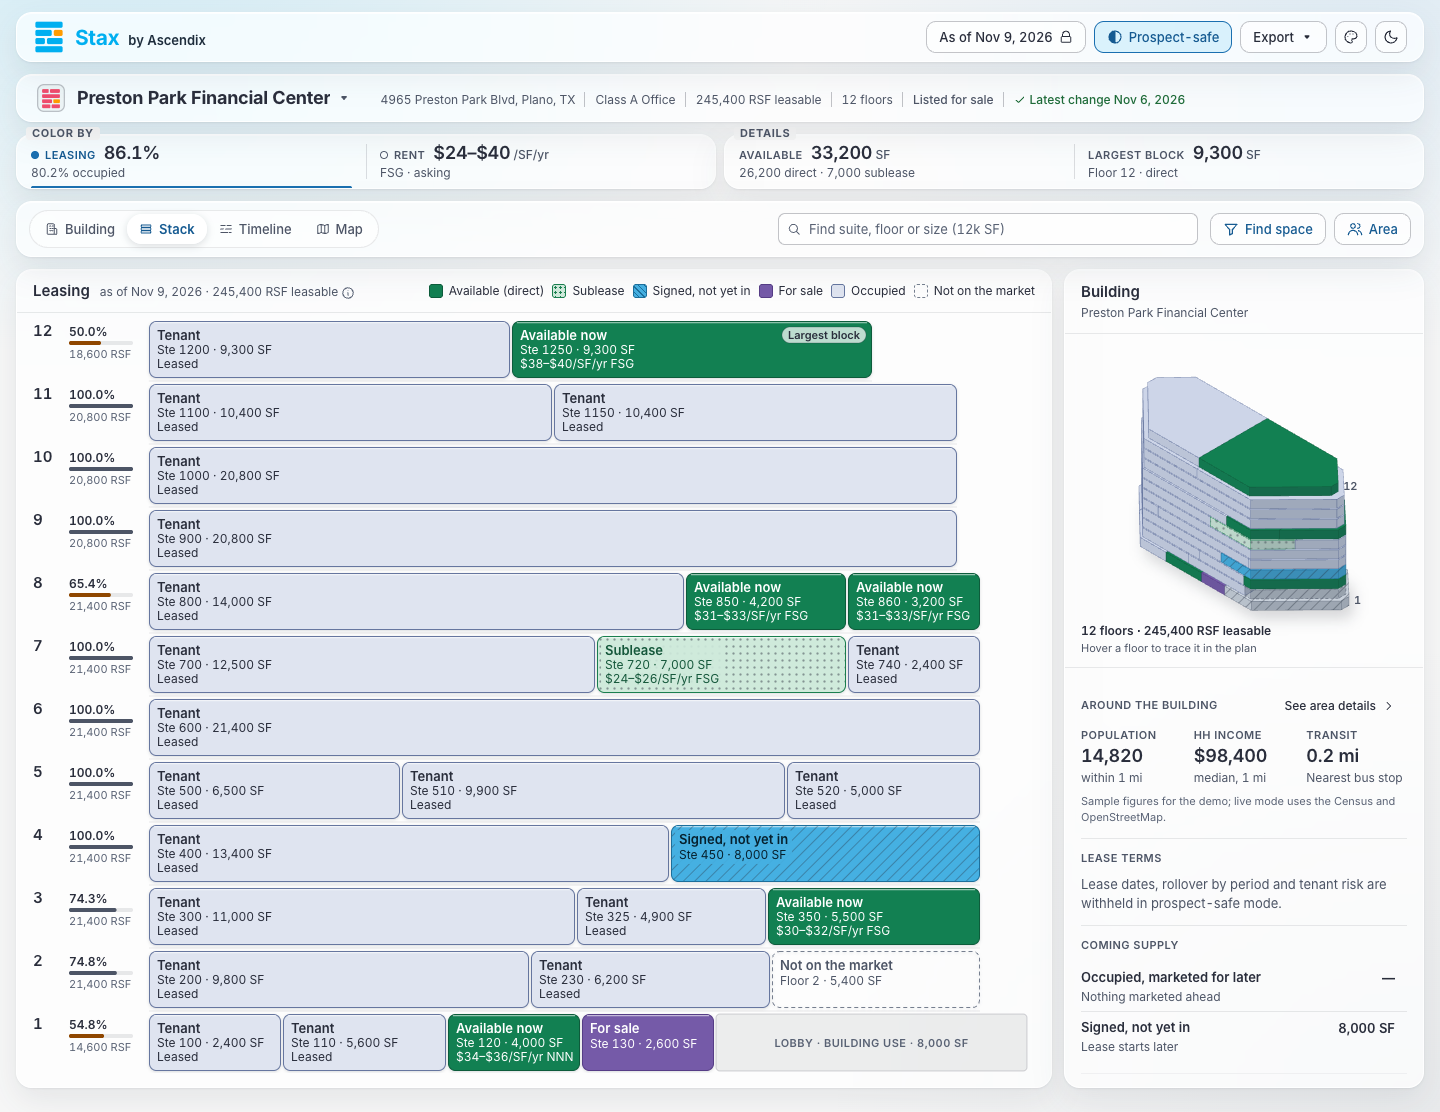 Stax by Ascendix
As of Nov 9, 2026
Prospect-safe
Export
Preston Park Financial Center
4965 Preston Park Blvd, Plano, TX
Class A Office
245,400 RSF leasable
12 floors
Listed for sale
Latest change Nov 6, 2026
COLOR BY
LEASING 86.1%
80.2% occupied
RENT $24–$40 /SF/yr
FSG · asking
DETAILS
AVAILABLE 33,200 SF
26,200 direct · 7,000 sublease
LARGEST BLOCK 9,300 SF
Floor 12 · direct
Building
Stack
Timeline
Map
Find suite, floor or size (12k SF)
Find space
Area
Leasing as of Nov 9, 2026 · 245,400 RSF leasable
Available (direct)
Sublease
Signed, not yet in
For sale
Occupied
Not on the market
12
50.0%
18,600 RSF
Tenant
Ste 1200 · 9,300 SF
Leased
Available now
Ste 1250 · 9,300 SF
$38–$40/SF/yr FSG
Largest block
11
100.0%
20,800 RSF
Tenant
Ste 1100 · 10,400 SF
Leased
Tenant
Ste 1150 · 10,400 SF
Leased
10
100.0%
20,800 RSF
Tenant
Ste 1000 · 20,800 SF
Leased
9
100.0%
20,800 RSF
Tenant
Ste 900 · 20,800 SF
Leased
8
65.4%
21,400 RSF
Tenant
Ste 800 · 14,000 SF
Leased
Available now
Ste 850 · 4,200 SF
$31–$33/SF/yr FSG
Available now
Ste 860 · 3,200 SF
$31–$33/SF/yr FSG
7
100.0%
21,400 RSF
Tenant
Ste 700 · 12,500 SF
Leased
Sublease
Ste 720 · 7,000 SF
$24–$26/SF/yr FSG
Tenant
Ste 740 · 2,400 SF
Leased
6
100.0%
21,400 RSF
Tenant
Ste 600 · 21,400 SF
Leased
5
100.0%
21,400 RSF
Tenant
Ste 500 · 6,500 SF
Leased
Tenant
Ste 510 · 9,900 SF
Leased
Tenant
Ste 520 · 5,000 SF
Leased
4
100.0%
21,400 RSF
Tenant
Ste 400 · 13,400 SF
Leased
Signed, not yet in
Ste 450 · 8,000 SF
3
74.3%
21,400 RSF
Tenant
Ste 300 · 11,000 SF
Leased
Tenant
Ste 325 · 4,900 SF
Leased
Available now
Ste 350 · 5,500 SF
$30–$32/SF/yr FSG
2
74.8%
21,400 RSF
Tenant
Ste 200 · 9,800 SF
Leased
Tenant
Ste 230 · 6,200 SF
Leased
Not on the market
Floor 2 · 5,400 SF
1
54.8%
14,600 RSF
Tenant
Ste 100 · 2,400 SF
Leased
Tenant
Ste 110 · 5,600 SF
Leased
Available now
Ste 120 · 4,000 SF
$34–$36/SF/yr NNN
For sale
Ste 130 · 2,600 SF
LOBBY · BUILDING USE · 8,000 SF
Building
Preston Park Financial Center
12
1
12 floors · 245,400 RSF leasable
Hover a floor to trace it in the plan
AROUND THE BUILDING
See area details
POPULATION
14,820
within 1 mi
HH INCOME
$98,400
median, 1 mi
TRANSIT
0.2 mi
Nearest bus stop
Sample figures for the demo; live mode uses the Census and
OpenStreetMap.
LEASE TERMS
Lease dates, rollover by period and tenant risk are
withheld in prospect-safe mode.
COMING SUPPLY
Occupied, marketed for later —
Nothing marketed ahead
Signed, not yet in 8,000 SF
Lease starts later